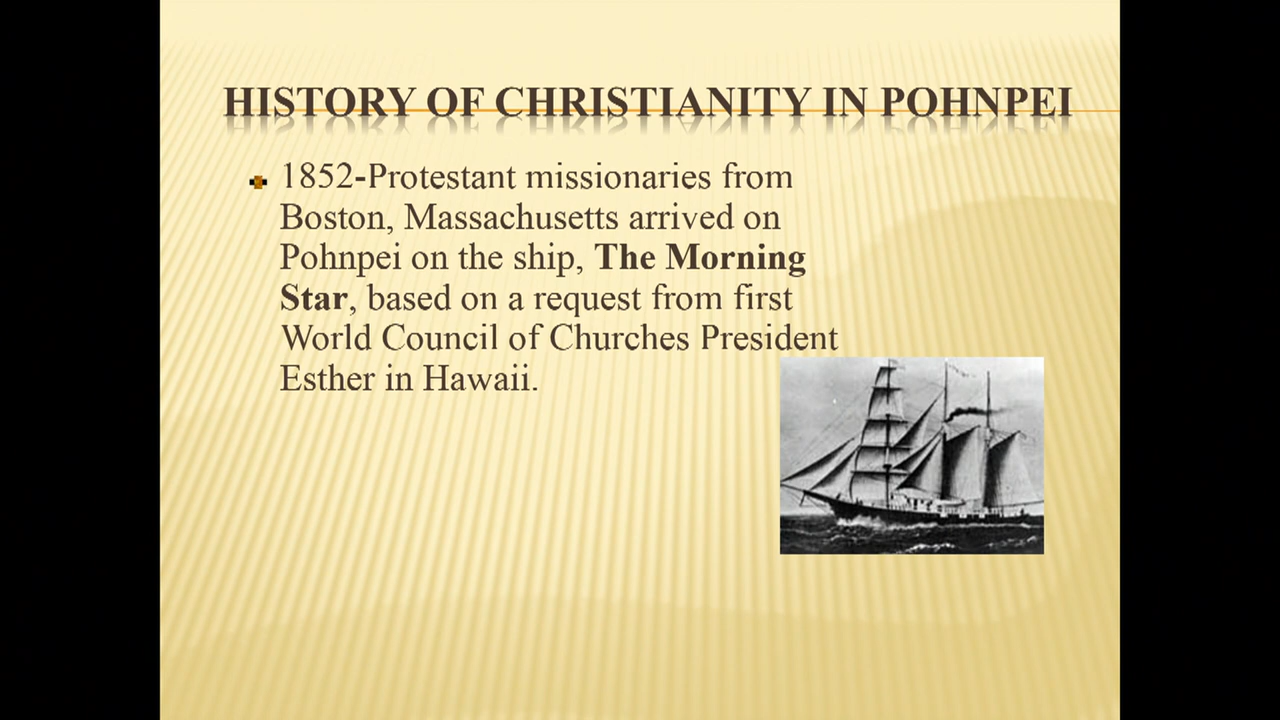 HISTORY OF CHRISTIANITY IN POHNPEI
1852-Protestant missionaries from
Boston, Massachusetts arrived on
Pohnpei on the ship, The Morning
Star, based on a request from first
World Council of Churches President
Esther in Hawaii.